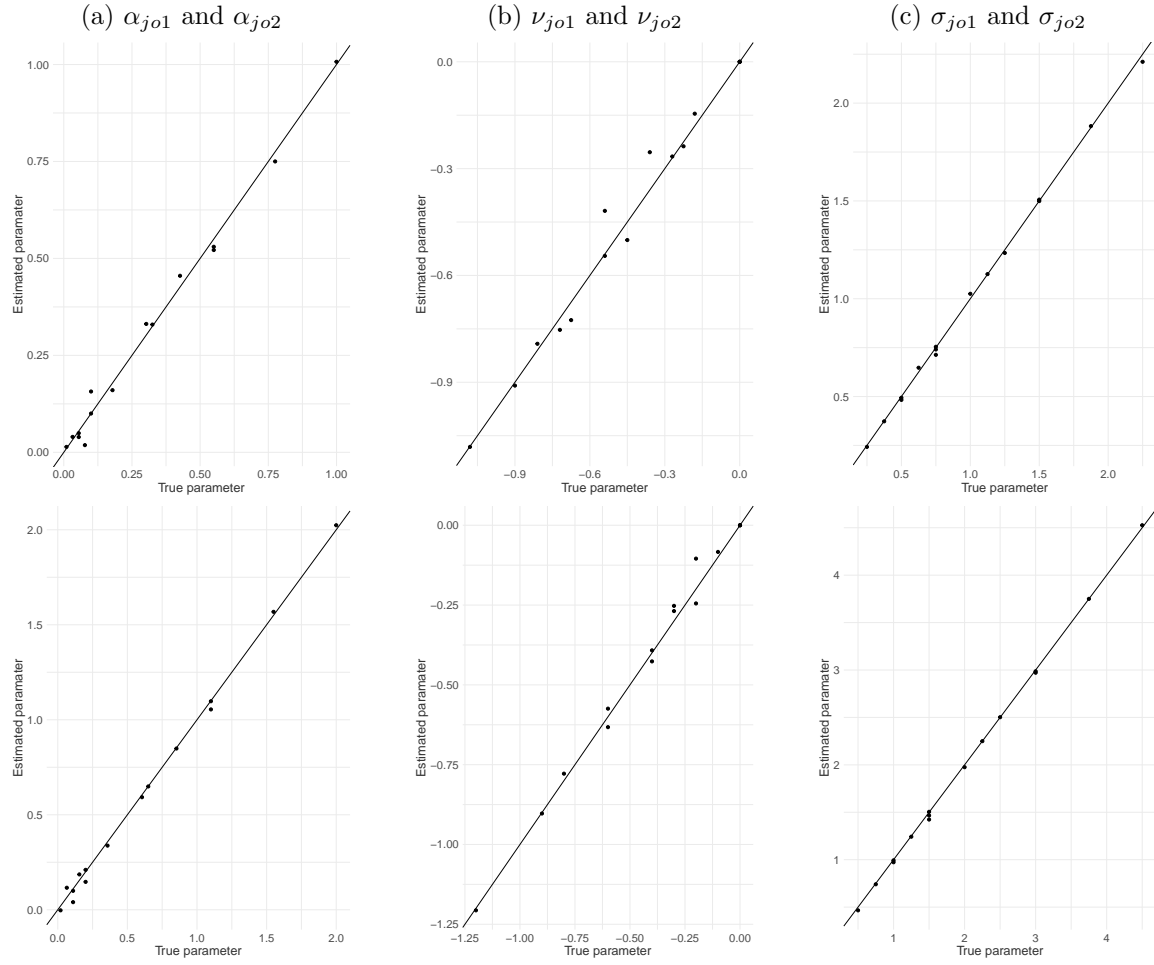 (a) αjo1 and αjo2
(b) νjo1 and νjo2
(c) σjo1 and σjo2
Estimated paramater
1.00
0.75
0.50
0.25
0.00
0.00 0.25 0.50 0.75 1.00
True parameter
Estimated paramater
0.0
−0.3
−0.6
−0.9
−0.9 −0.6 −0.3 0.0
True parameter
Estimated paramater
2.0
1.5
1.0
0.5
0.5 1.0 1.5 2.0
True parameter
Estimated paramater
2.0
1.5
1.0
0.5
0.0
0.0 0.5 1.0 1.5 2.0
True parameter
Estimated paramater
0.00
−0.25
−0.50
−0.75
−1.00
−1.25
−1.25 −1.00 −0.75 −0.50 −0.25 0.00
True parameter
Estimated paramater
4
3
2
1
1 2 3 4
True parameter